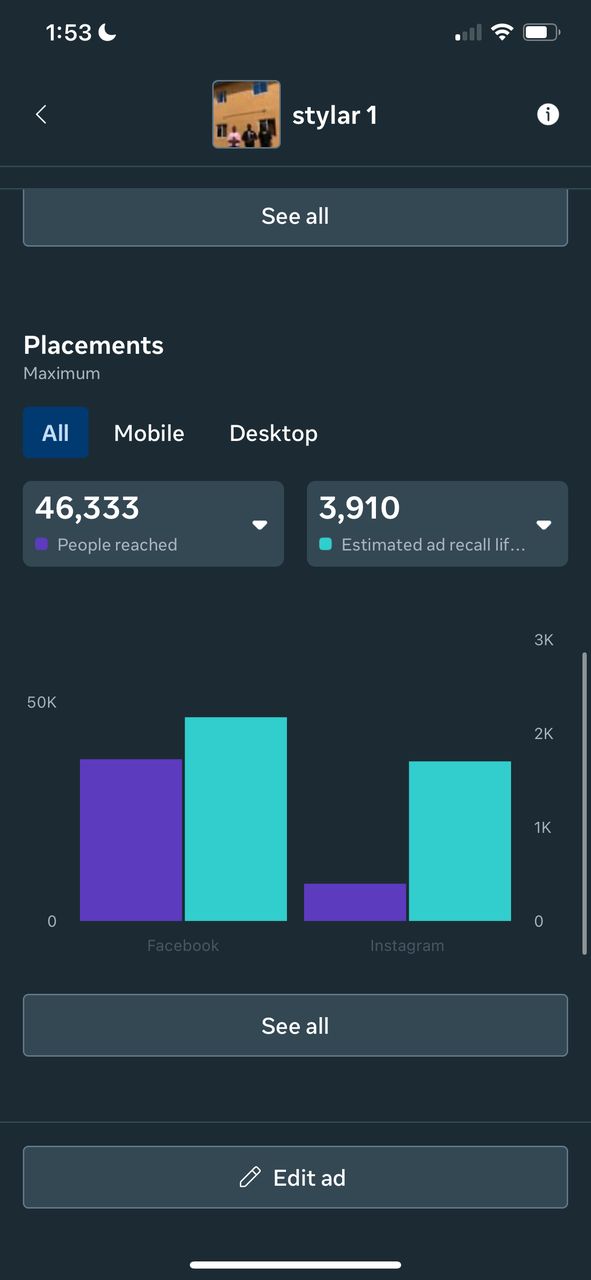 1:53
stylar 1
See all
Placements
Maximum
All
Mobile
Desktop
46,333
People reached
3,910
Estimated ad recall lif...
3K
50K
2K
1K
0
0
Facebook
Instagram
See all
Edit ad